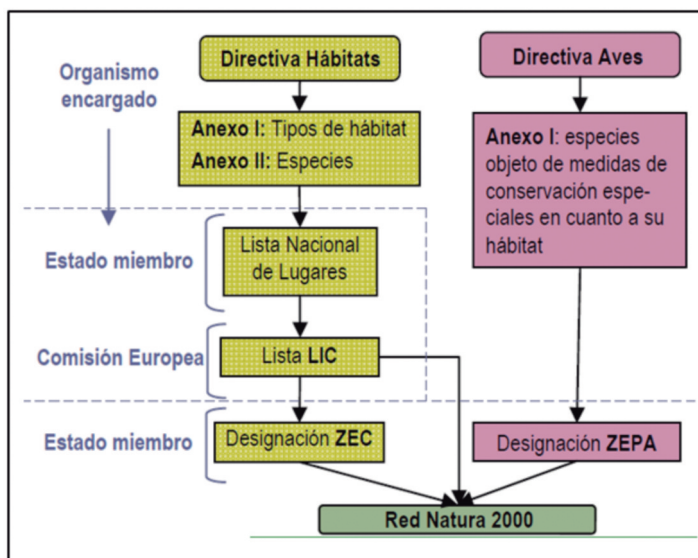 Organismo
encargado
Directiva Hábitats
Directiva Aves
Anexo I: Tipos de hábitat
Anexo II: Especies
Anexo I: especies
objeto de medidas de
conservación espe-
ciales en cuanto a su
hábitat
Estado miembro
Lista Nacional
de Lugares
Comisión Europea
Lista LIC
Estado miembro
Designación ZEC
Designación ZEPA
Red Natura 2000